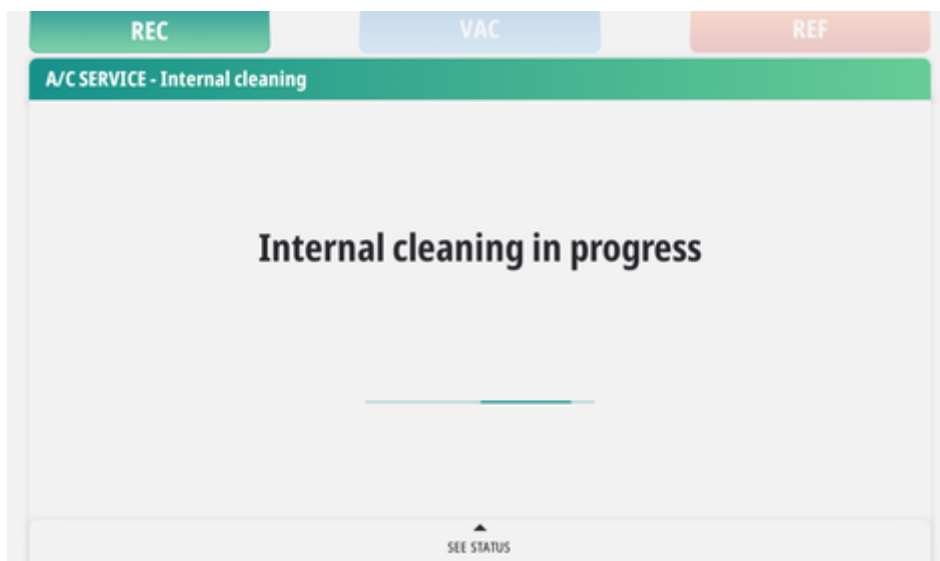 REC
VAC
REF
A/C SERVICE - Internal cleaning
Internal cleaning in progress
SEE STATUS